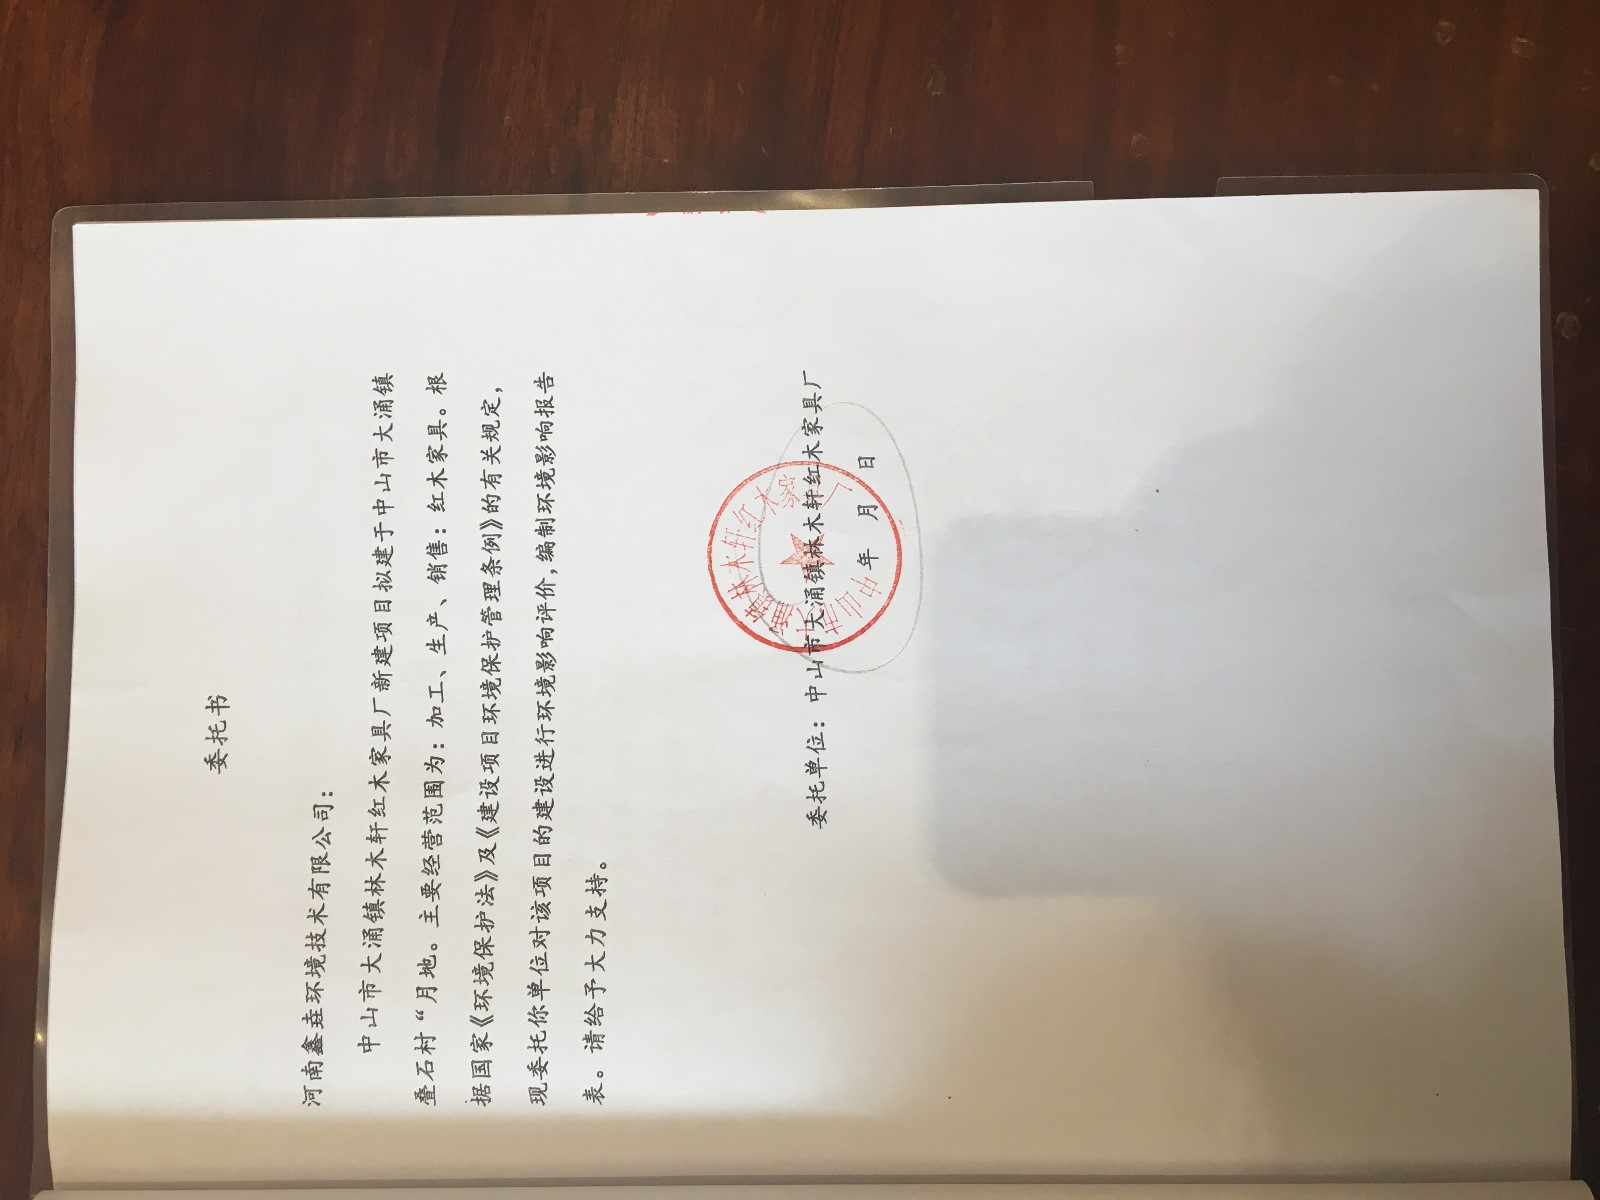 委托书
河南鑫垚环境技术有限公司：
中山市大涌镇林木轩红木家具厂新建项目拟建于中山市大涌镇
叠石村“月地。主要经营范围为：加工、生产、销售：红木家具。根
据国家《环境保护法》及《建设项目环境保护管理条例》的有关规定，
现委托你单位对该项目的建设进行环境影响评价,编制环境影响报告
表。请给予大力支持。
中山市大涌镇林木轩红木家具厂
委托单位：中山市大涌镇林木轩红木家具厂
年 月 日